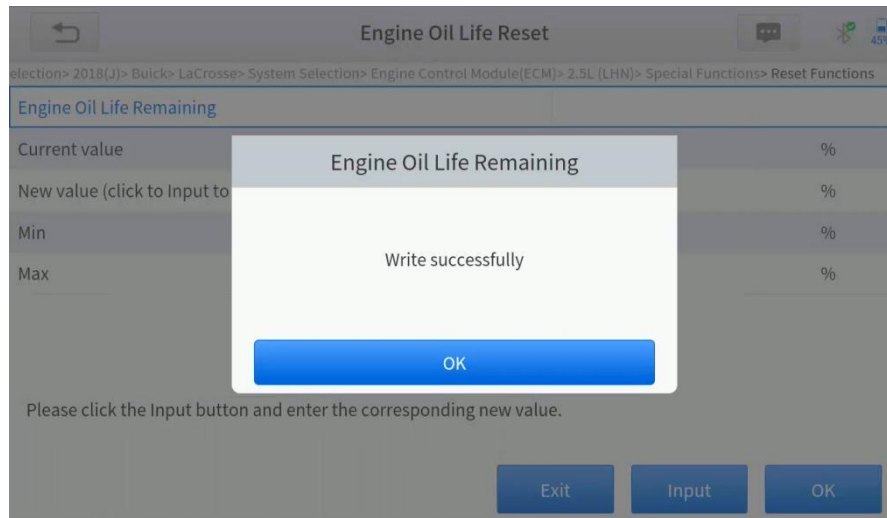 Engine Oil Life Reset
45%
election> 2018(J)> Buick> LaCrosse> System Selection> Engine Control Module(ECM)> 2.5L (LHN)> Special Functions> Reset Functions
Engine Oil Life Remaining
Current value %
New value (click to Input to %
Min %
Max %
Engine Oil Life Remaining
Write successfully
OK
Please click the Input button and enter the corresponding new value.
Exit Input OK